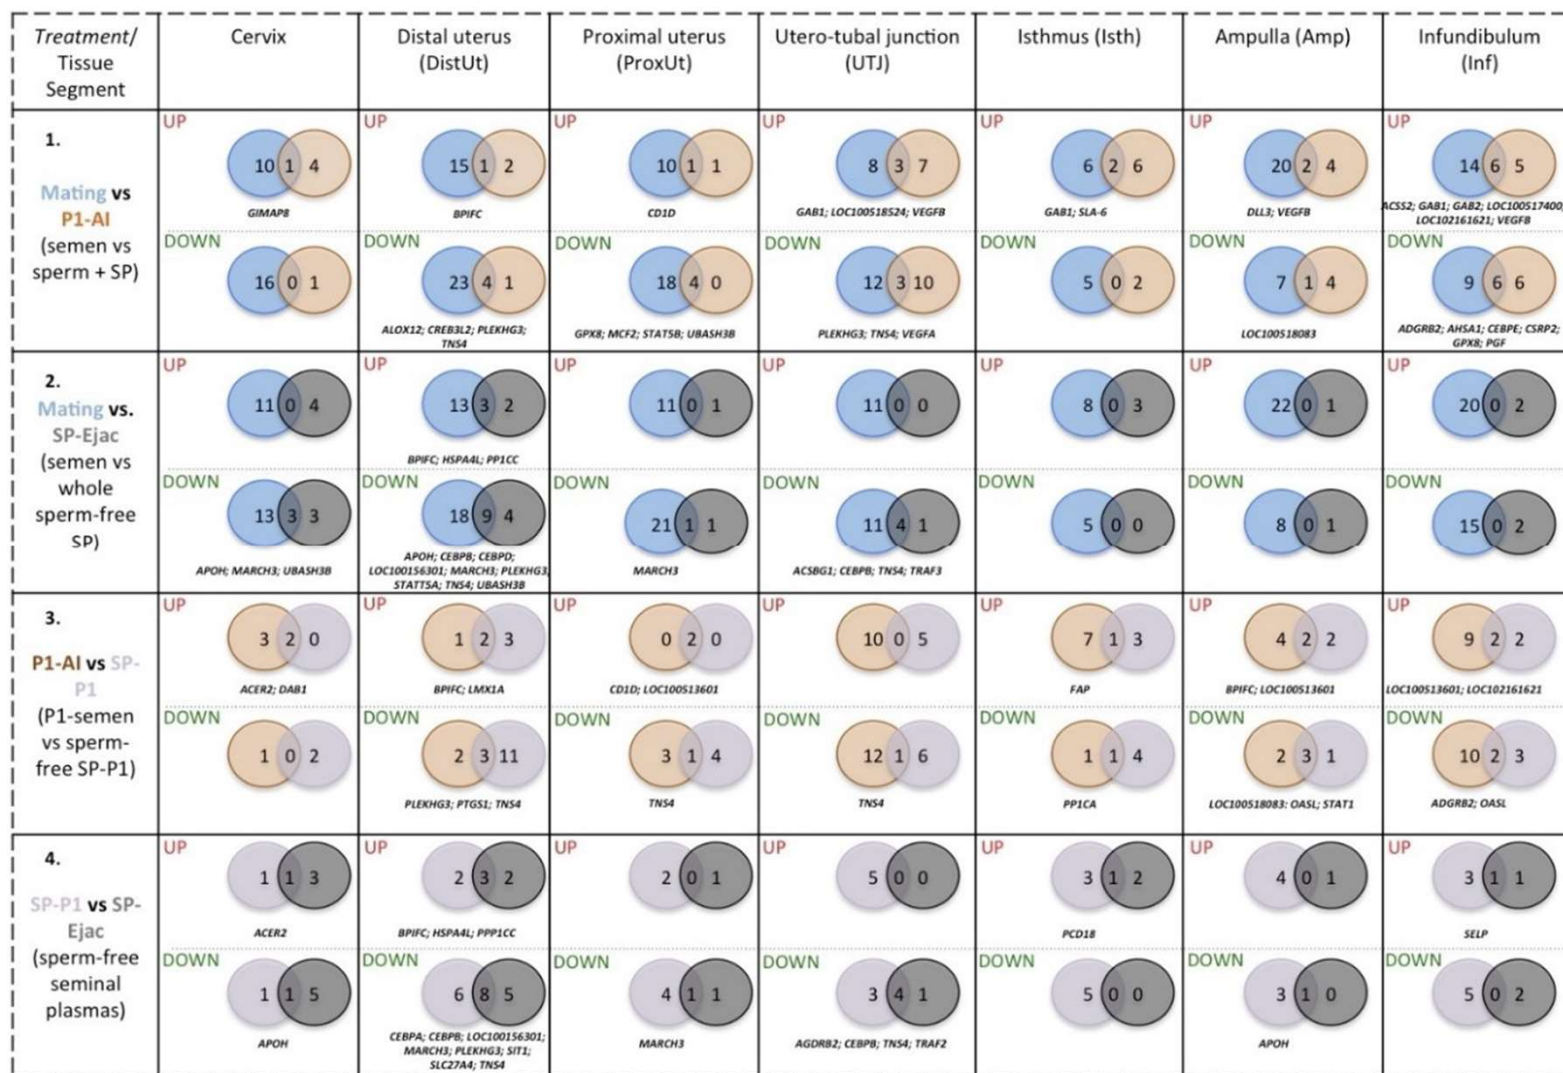 Treatment/
Tissue
Segment
Cervix
Distal uterus
(DistUt)
Proximal uterus
(ProxUt)
Utero-tubal junction
(UTJ)
Isthmus (Isth)
Ampulla (Amp)
Infundibulum
(Inf)
1.
Mating vs
P1-AI
(semen vs
sperm + SP)
UP
10 1 4
GIMAP8
UP
15 1 2
BPIFC
UP
10 1 1
CD1D
UP
8 3 7
GAB1; LOC100518524; VEGFB
UP
6 2 6
GAB1; SLA-6
UP
20 2 4
DLL3; VEGFB
UP
14 6 5
ACSS2; GAB1; GAB2; LOC100517400;
LOC102161621; VEGFB
DOWN
16 0 1
DOWN
23 4 1
ALOX12; CREB3L2; PLEKHG3;
TNS4
DOWN
18 4 0
GPX8; MCF2; STAT5B; UBASH3B
DOWN
12 3 10
PLEKHG3; TNS4; VEGFA
DOWN
5 0 2
DOWN
7 1 4
LOC100518083
DOWN
9 6 6
ADGRB2; AHSA1; CEBPE; CSRP2;
GPX8; PGF
2.
Mating vs.
SP-Ejac
(semen vs
whole
sperm-free
SP)
UP
11 0 4
UP
13 3 2
BPIFC; HSPA4L; PP1CC
UP
11 0 1
UP
11 0 0
UP
8 0 3
UP
22 0 1
UP
20 0 2
DOWN
13 3 3
APOH; MARCH3; UBASH3B
DOWN
18 9 4
APOH; CEBPB; CEBPD;
LOC100156301; MARCH3; PLEKHG3;
STATT5A; TNS4; UBASH3B
DOWN
21 1 1
MARCH3
DOWN
11 4 1
ACSBG1; CEBPB; TNS4; TRAF3
DOWN
5 0 0
DOWN
8 0 1
DOWN
15 0 2
3.
P1-AI vs SP-
P1
(P1-semen
vs sperm-
free SP-P1)
UP
3 2 0
ACER2; DAB1
UP
1 2 3
BPIFC; LMX1A
UP
0 2 0
CD1D; LOC100513601
UP
10 0 5
UP
7 1 3
FAP
UP
4 2 2
BPIFC; LOC100513601
UP
9 2 2
LOC100513601; LOC102161621
DOWN
1 0 2
DOWN
2 3 11
PLEKHG3; PTGS1; TNS4
DOWN
3 1 4
TNS4
DOWN
12 1 6
TNS4
DOWN
1 1 4
PP1CA
DOWN
2 3 1
LOC100518083: OASL; STAT1
DOWN
10 2 3
ADGRB2; OASL
4.
SP-P1 vs SP-
Ejac
(sperm-free
seminal
plasmas)
UP
1 1 3
ACER2
UP
2 3 2
BPIFC; HSPA4L; PPP1CC
UP
2 0 1
UP
5 0 0
UP
3 1 2
PCD18
UP
4 0 1
UP
3 1 1
SELP
DOWN
1 1 5
APOH
DOWN
6 8 5
CEBPA; CEBPB; LOC100156301;
MARCH3; PLEKHG3; SIT1;
SLC27A4; TNS4
DOWN
4 1 1
MARCH3
DOWN
3 4 1
AGDRB2; CEBPB; TNS4; TRAF2
DOWN
5 0 0
DOWN
3 1 0
APOH
DOWN
5 0 2